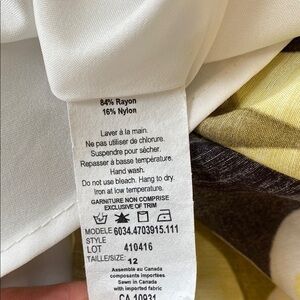 84% Rayon
16% Nylon
Laver à la main.
Ne pas utiliser de chlore.
Suspendre pour sécher.
Repasser à basse température.
Hand wash.
Do not use bleach. Hang to dry.
Iron at low temperature.
GARNITURE NON COMPRISE
EXCLUSIVE OF TRIM
MODELE 6034.4703915.111
STYLE
LOT 410416
TAILLE/SIZE: 12
Assemblé au Canada
composants importés
Sewn in Canada
with imported fabric
CA 10931